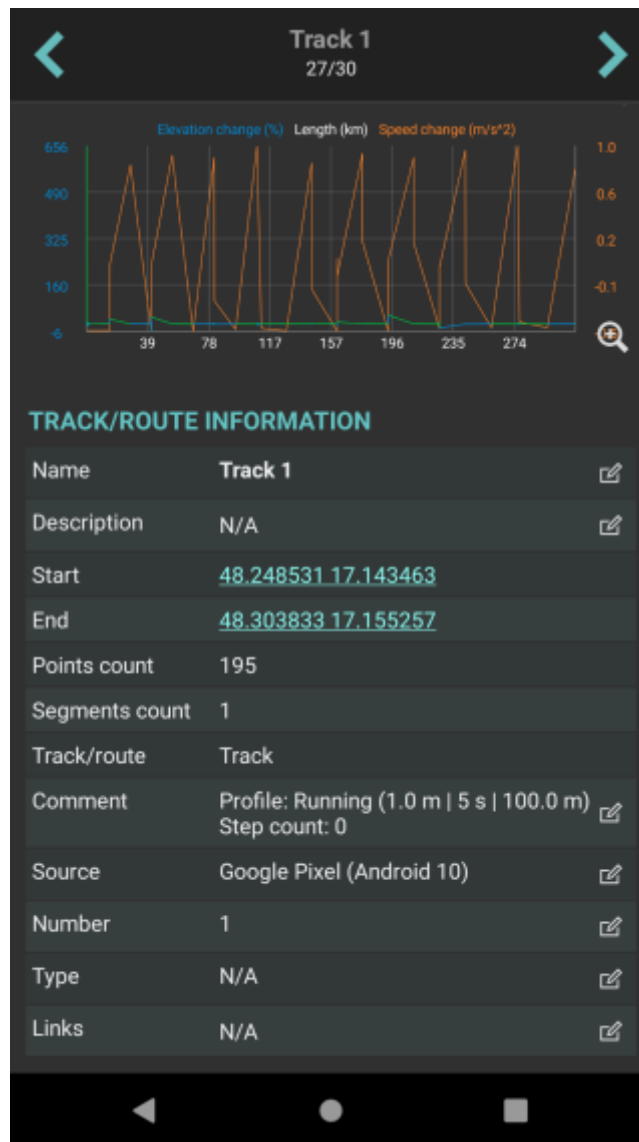 Track 1
27/30
Elevation change (%) Length (km) Speed change (m/s^2)
656 1.0
490 0.6
325 0.2
160 -0.1
-6
39 78 117 157 196 235 274
TRACK/ROUTE INFORMATION
Name Track 1
Description N/A
Start 48.248531 17.143463
End 48.303833 17.155257
Points count 195
Segments count 1
Track/route Track
Comment Profile: Running (1.0 m | 5 s | 100.0 m)
Step count: 0
Source Google Pixel (Android 10)
Number 1
Type N/A
Links N/A